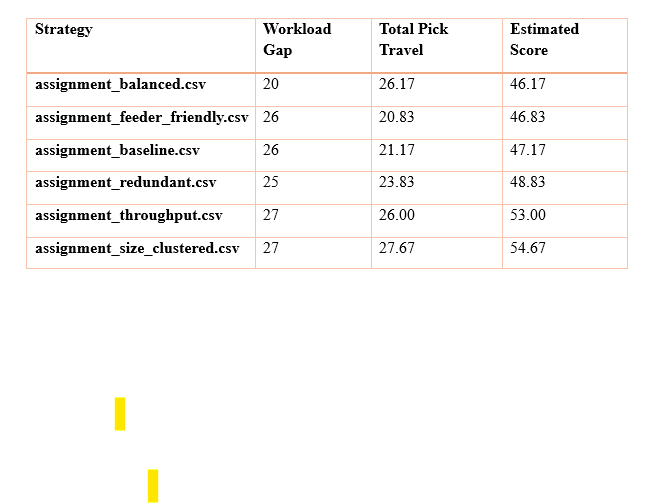 Strategy Workload Gap Total Pick Travel Estimated Score
assignment_balanced.csv 20 26.17 46.17
assignment_feeder_friendly.csv 26 20.83 46.83
assignment_baseline.csv 26 21.17 47.17
assignment_redundant.csv 25 23.83 48.83
assignment_throughput.csv 27 26.00 53.00
assignment_size_clustered.csv 27 27.67 54.67